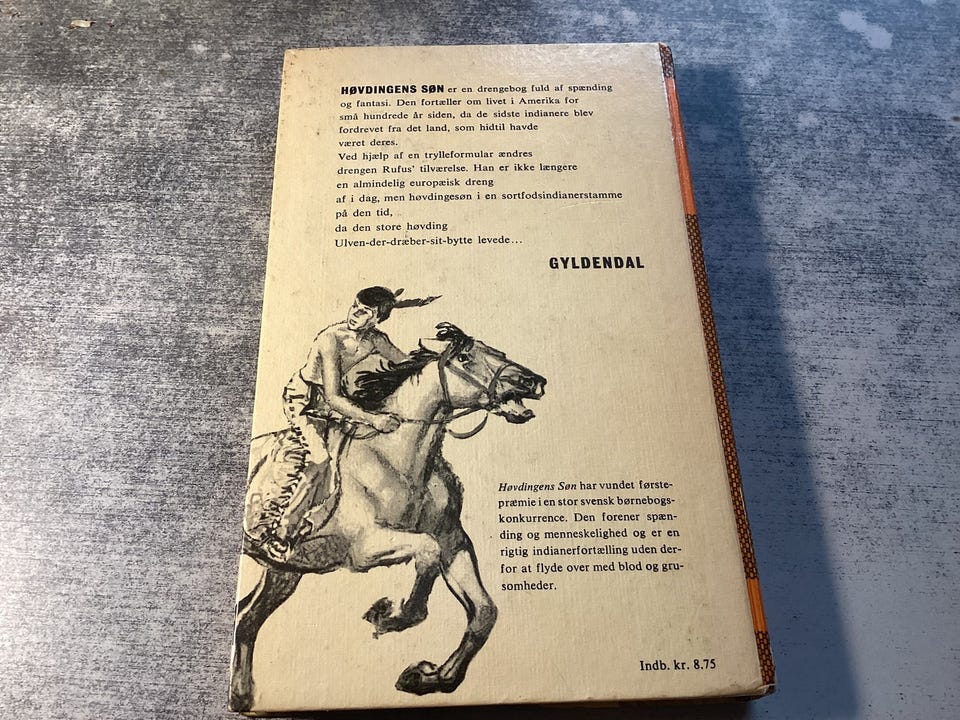 HØVDINGENS SØN er en drengebog fuld af spænding
og fantasi. Den fortæller om livet i Amerika for
små hundrede år siden, da de sidste indianere blev
fordrevet fra det land, som hidtil havde
været deres.
Ved hjælp af en trylleformular ændres
drengen Rufus' tilværelse. Han er ikke længere
en almindelig europæisk dreng
af i dag, men høvdingesøn i en sortfodsindianerstamme
på den tid,
da den store høvding
Ulven-der-dræber-sit-bytte levede...
GYLDENDAL
Høvdingens Søn har vundet første-
præmie i en stor svensk børnebogs-
konkurrence. Den forener spæn-
ding og menneskelighed og er en
rigtig indianerfortælling uden der-
for at flyde over med blod og gru-
somheder.
Indb. kr. 8.75